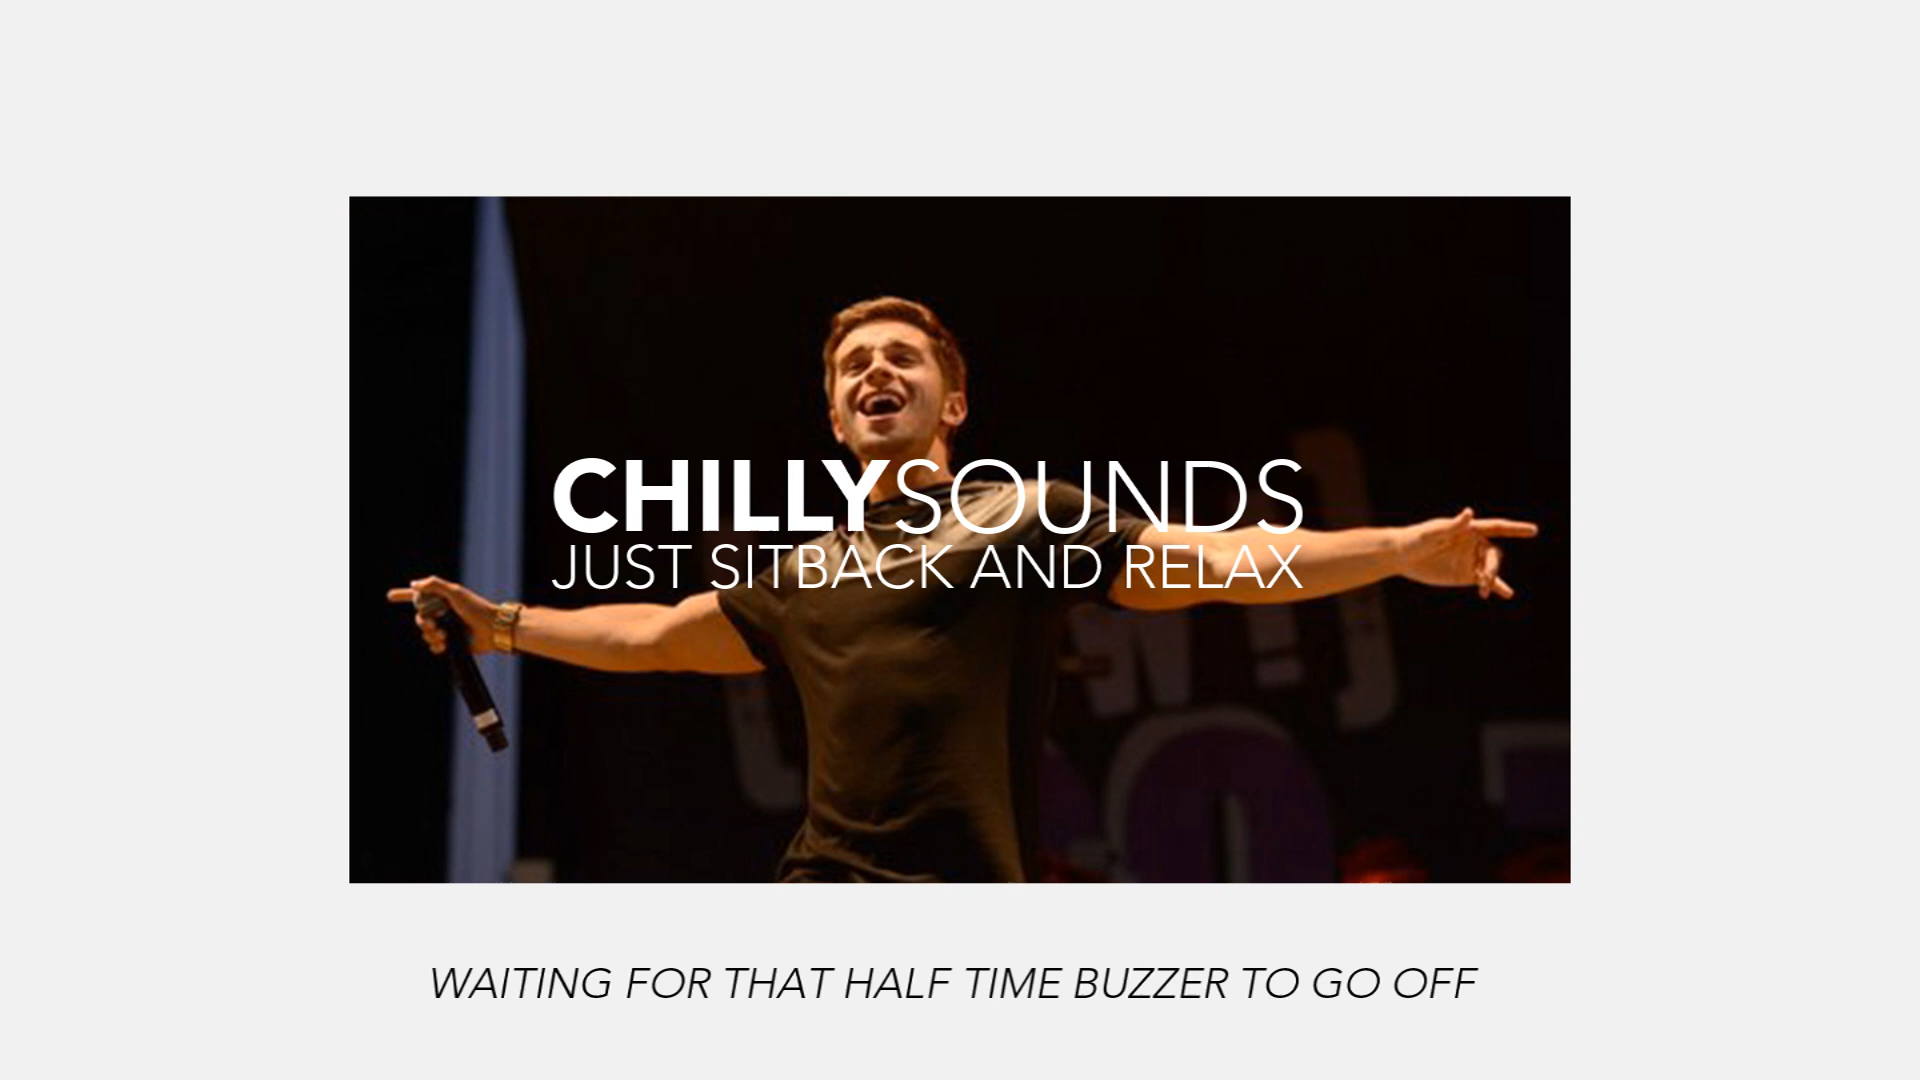 CHILLYSOUNDS
JUST SITBACK AND RELAX
WAITING FOR THAT HALF TIME BUZZER TO GO OFF